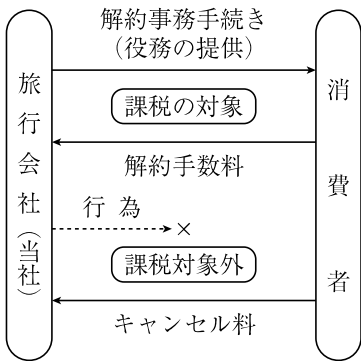 解約事務手続き
(役務の提供)
旅行会社(当社)
消費者
課税の対象
解約手数料
行為
×
課税対象外
キャンセル料